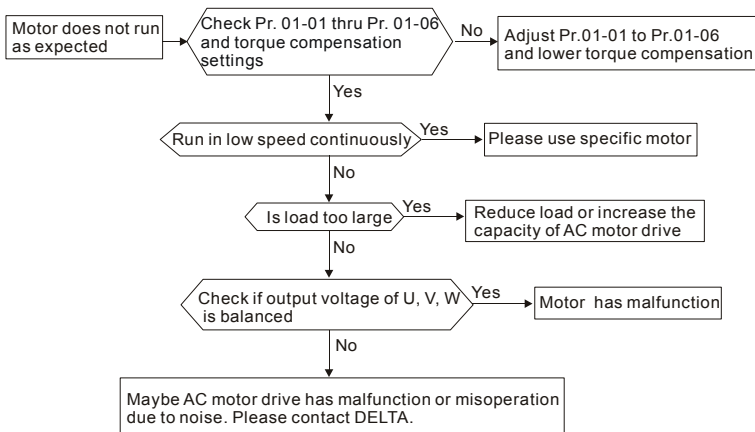 Motor does not run
as expected
Check Pr. 01-01 thru Pr. 01-06
and torque compensation
settings
No
Adjust Pr.01-01 to Pr.01-06
and lower torque compensation
Yes
Run in low speed continuously
Yes
Please use specific motor
No
Is load too large
Yes
Reduce load or increase the
capacity of AC motor drive
No
Check if output voltage of U, V, W
is balanced
Yes
Motor has malfunction
No
Maybe AC motor drive has malfunction or misoperation
due to noise. Please contact DELTA.